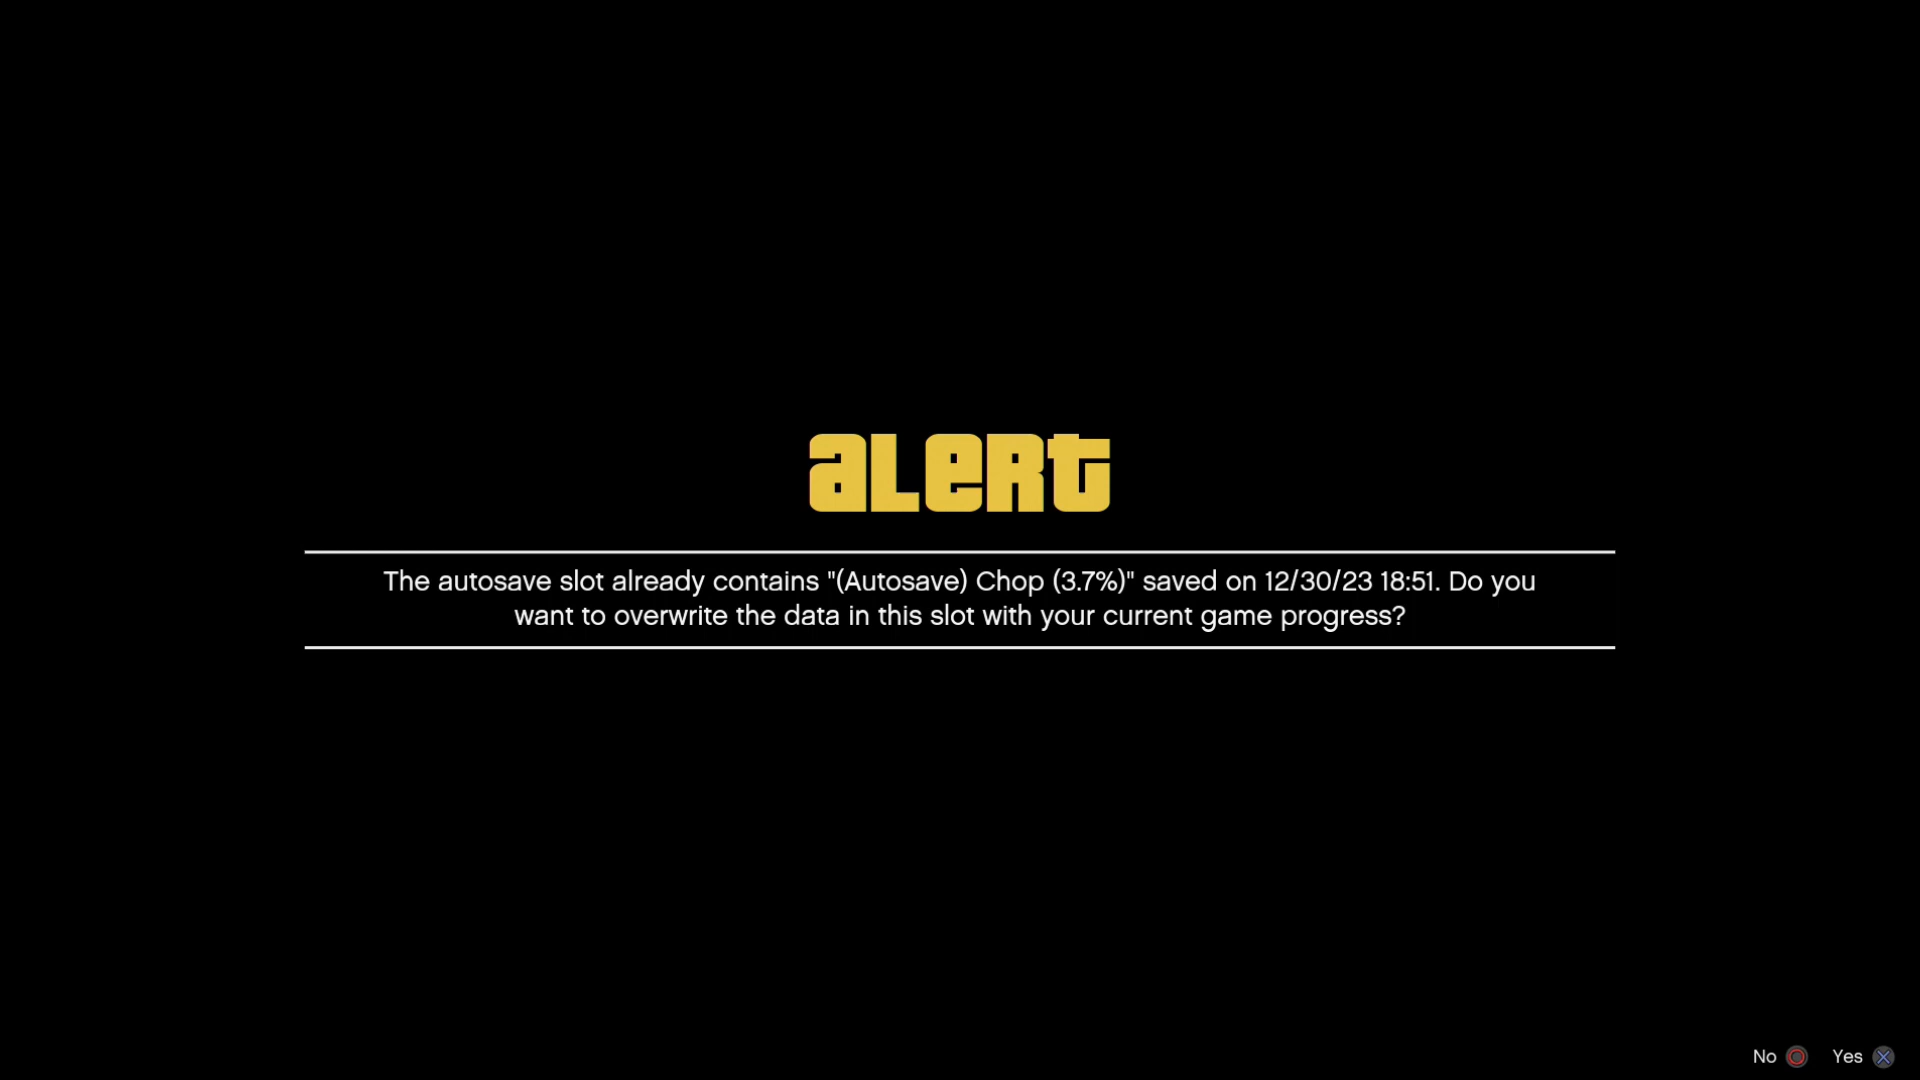 aLeRt
The autosave slot already contains "(Autosave) Chop (3.7%)" saved on 12/30/23 18:51. Do you
want to overwrite the data in this slot with your current game progress?
No Yes